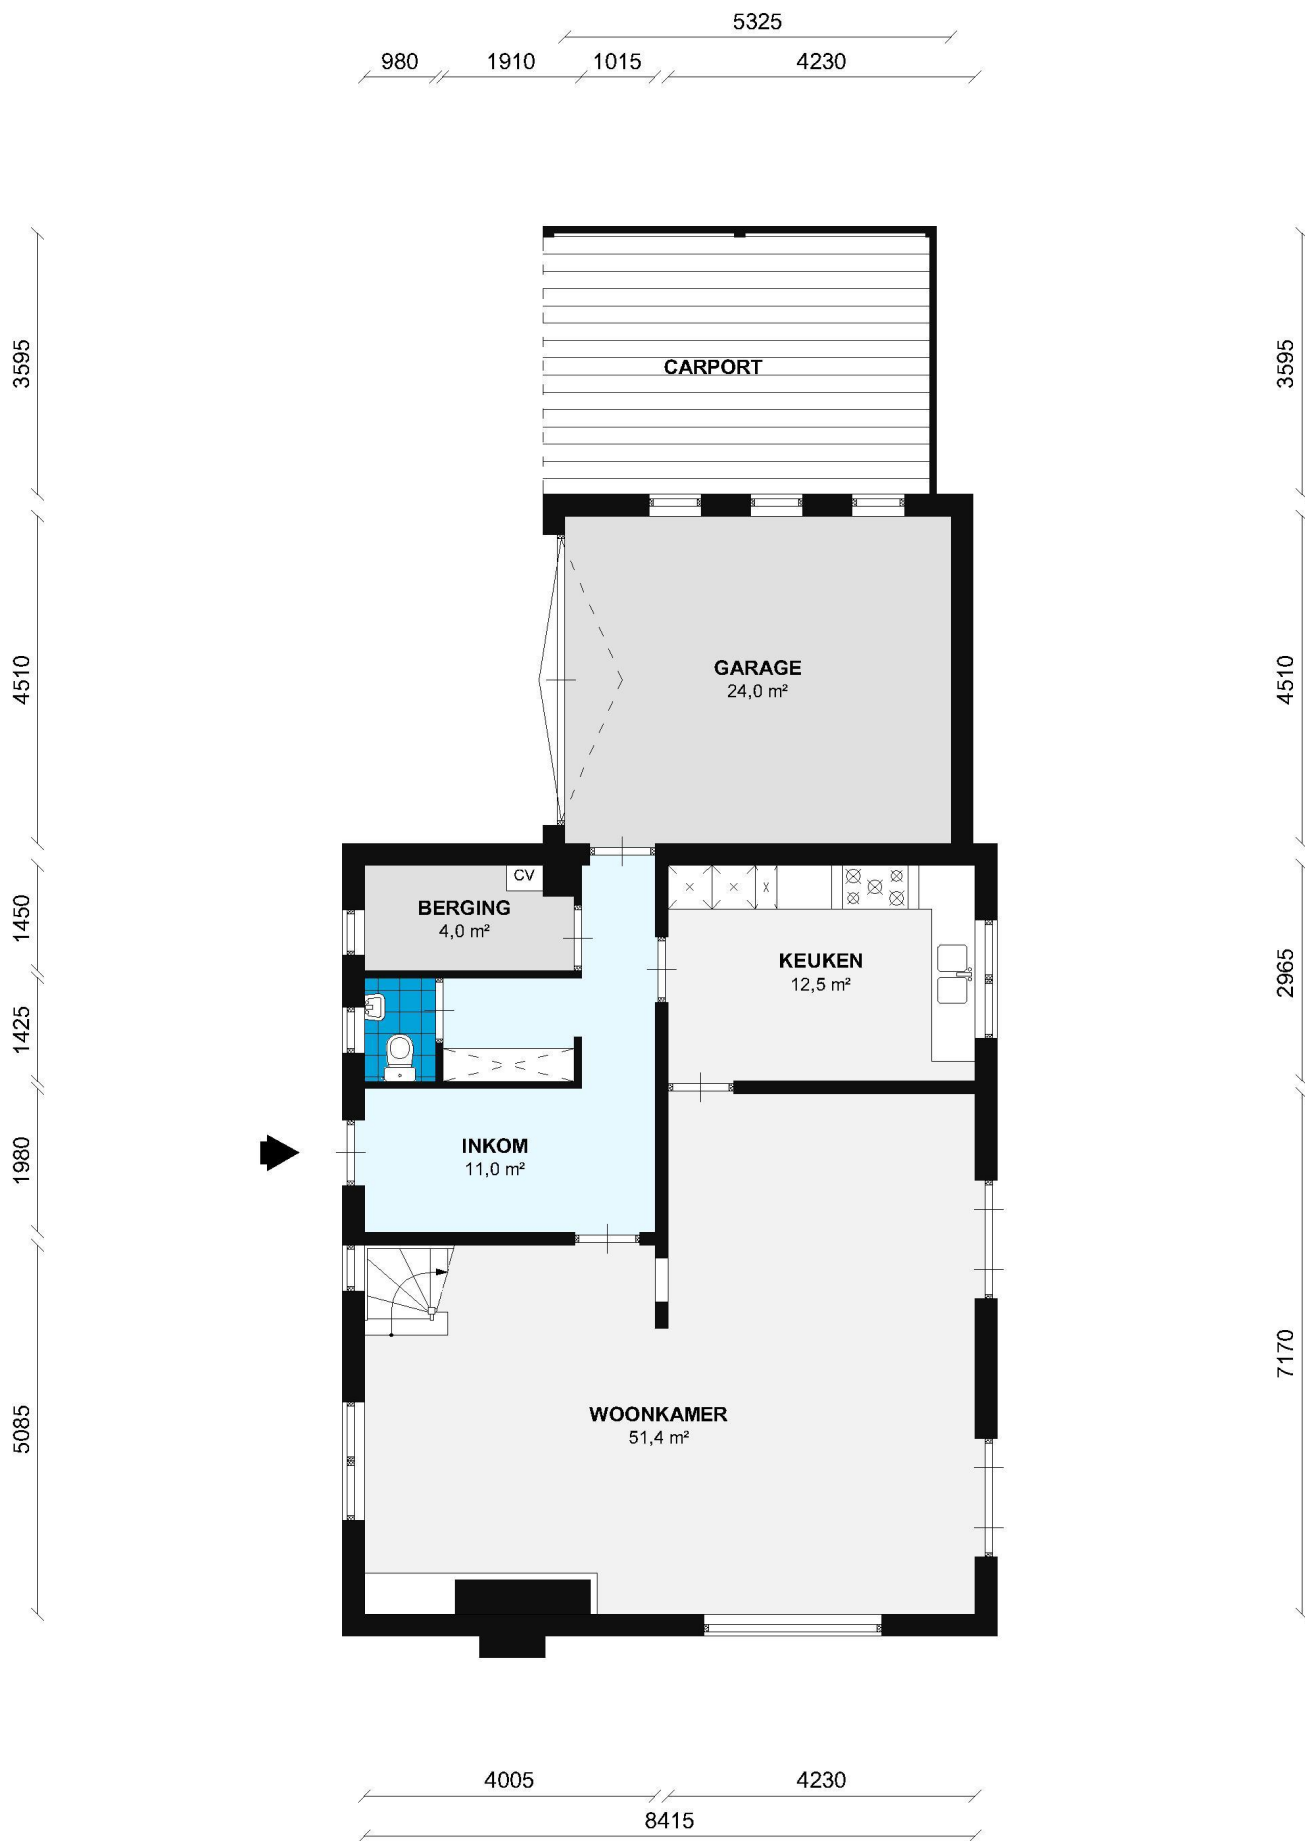 5325
980 1910 1015 4230
3595
3595
CARPORT
4510
GARAGE
24,0 m²
4510
CV
1450
BERGING
4,0 m²
KEUKEN
12,5 m²
2965
1425
1980
INKOM
11,0 m²
7170
WOONKAMER
51,4 m²
5085
4005 4230
8415